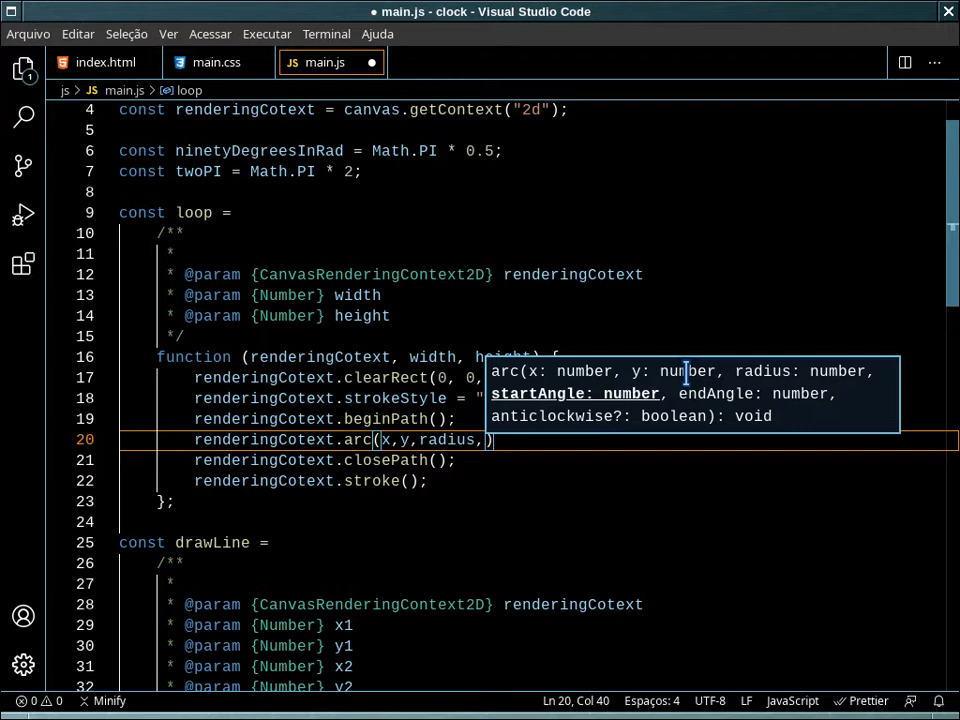 ● main.js - clock - Visual Studio Code
Arquivo Editar Seleção Ver Acessar Executar Terminal Ajuda
index.html main.css JS main.js ●
js > JS main.js > loop
4 const renderingCotext = canvas.getContext("2d");
5
6 const ninetyDegreesInRad = Math.PI * 0.5;
7 const twoPI = Math.PI * 2;
8
9 const loop =
10 /**
11 *
12 * @param {CanvasRenderingContext2D} renderingCotext
13 * @param {Number} width
14 * @param {Number} height
15 */
16 function (renderingCotext, width, height) {
17 renderingCotext.clearRect(0, 0,
18 renderingCotext.strokeStyle = "
19 renderingCotext.beginPath();
20 renderingCotext.arc(x,y,radius,)
21 renderingCotext.closePath();
22 renderingCotext.stroke();
23 };
24
25 const drawLine =
26 /**
27 *
28 * @param {CanvasRenderingContext2D} renderingCotext
29 * @param {Number} x1
30 * @param {Number} y1
31 * @param {Number} x2
32 * @param {Number} y2
arc(x: number, y: number, radius: number,
startAngle: number, endAngle: number,
anticlockwise?: boolean): void
1
0 0 Minify Ln 20, Col 40 Espaços: 4 UTF-8 LF JavaScript Prettier